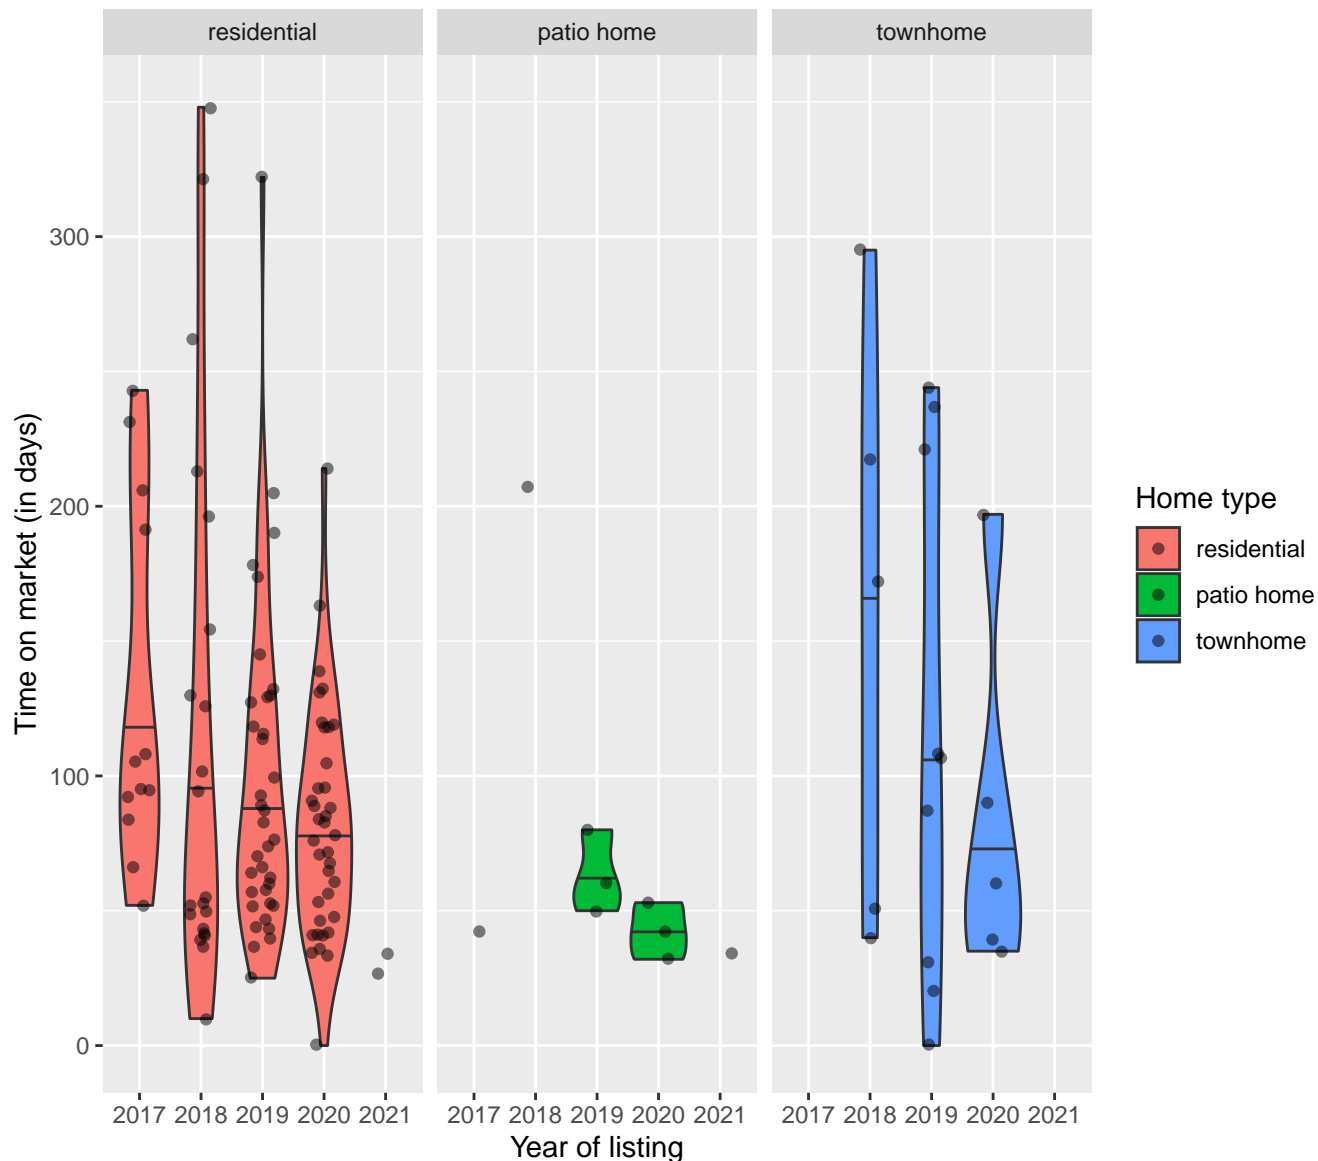 residential patio home townhome
300
200
100
0
Time on market (in days)
2017 2018 2019 2020 2021 2017 2018 2019 2020 2021 2017 2018 2019 2020 2021
Year of listing
Home type
residential
patio home
townhome